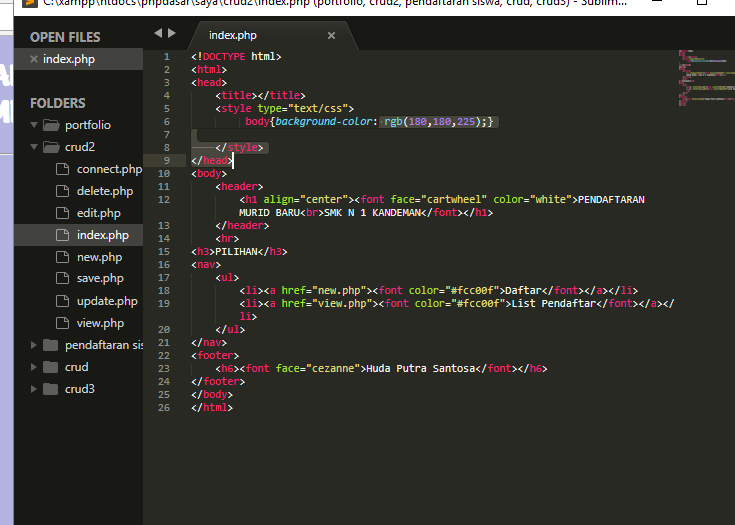 C:\xampp\htdocs\phpdasar\saya\crud2\index.php (portfolio, crud2, pendaftaran siswa, crud, crud3) - Sublim...
OPEN FILES
index.php
FOLDERS
portfolio
crud2
connect.php
delete.php
edit.php
index.php
new.php
save.php
update.php
view.php
pendaftaran sis
crud
crud3
index.php
1 <!DOCTYPE html>
2 <html>
3 <head>
4 <title></title>
5 <style type="text/css">
6 body{background-color: rgb(180,180,225);}
7
8 </style>
9 </head>
10 <body>
11 <header>
12 <h1 align="center"><font face="cartwheel" color="white">PENDAFTARAN
MURID BARU<br>SMK N 1 KANDEMAN</font></h1>
13 </header>
14 <hr>
15 <h3>PILIHAN</h3>
16 <nav>
17 <ul>
18 <li><a href="new.php"><font color="#fcc00f">Daftar</font></a></li>
19 <li><a href="view.php"><font color="#fcc00f">List Pendaftar</font></a></
li>
20 </ul>
21 </nav>
22 <footer>
23 <h6><font face="cezanne">Huda Putra Santosa</font></h6>
24 </footer>
25 </body>
26 </html>